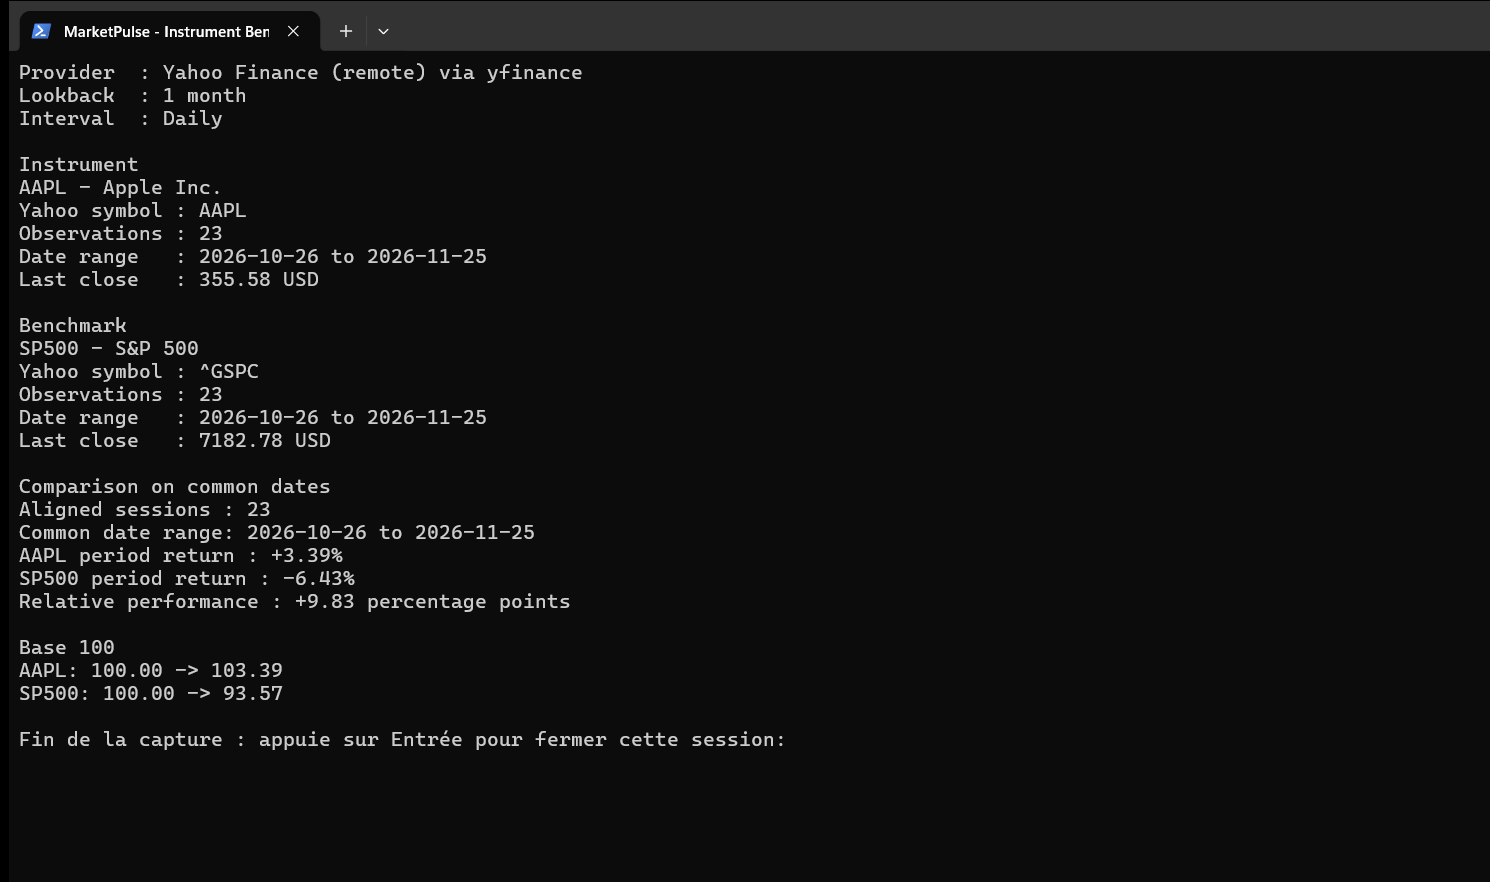 MarketPulse - Instrument Ben
Provider  : Yahoo Finance (remote) via yfinance
Lookback  : 1 month
Interval  : Daily
Instrument
AAPL - Apple Inc.
Yahoo symbol : AAPL
Observations : 23
Date range   : 2026-10-26 to 2026-11-25
Last close   : 355.58 USD
Benchmark
SP500 - S&P 500
Yahoo symbol : ^GSPC
Observations : 23
Date range   : 2026-10-26 to 2026-11-25
Last close   : 7182.78 USD
Comparison on common dates
Aligned sessions : 23
Common date range: 2026-10-26 to 2026-11-25
AAPL period return : +3.39%
SP500 period return : -6.43%
Relative performance : +9.83 percentage points
Base 100
AAPL: 100.00 -> 103.39
SP500: 100.00 -> 93.57
Fin de la capture : appuie sur Entrée pour fermer cette session: